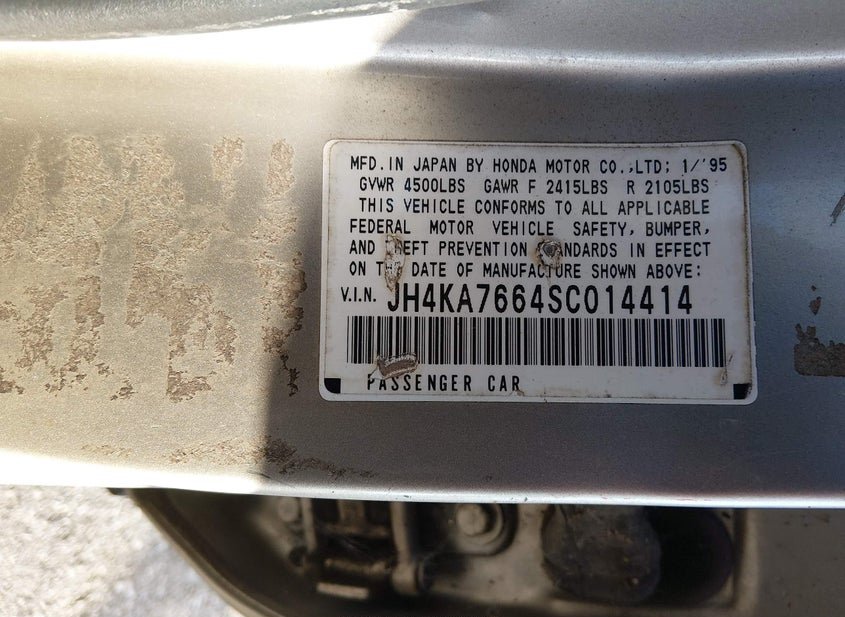 MFD. IN JAPAN BY HONDA MOTOR CO.,LTD; 1/'95
GVWR 4500LBS GAWR F 2415LBS R 2105LBS
THIS VEHICLE CONFORMS TO ALL APPLICABLE
FEDERAL MOTOR VEHICLE SAFETY, BUMPER,
AND THEFT PREVENTION STANDARDS IN EFFECT
ON THE DATE OF MANUFACTURE SHOWN ABOVE:
V.I.N. JH4KA7664SC014414
PASSENGER CAR